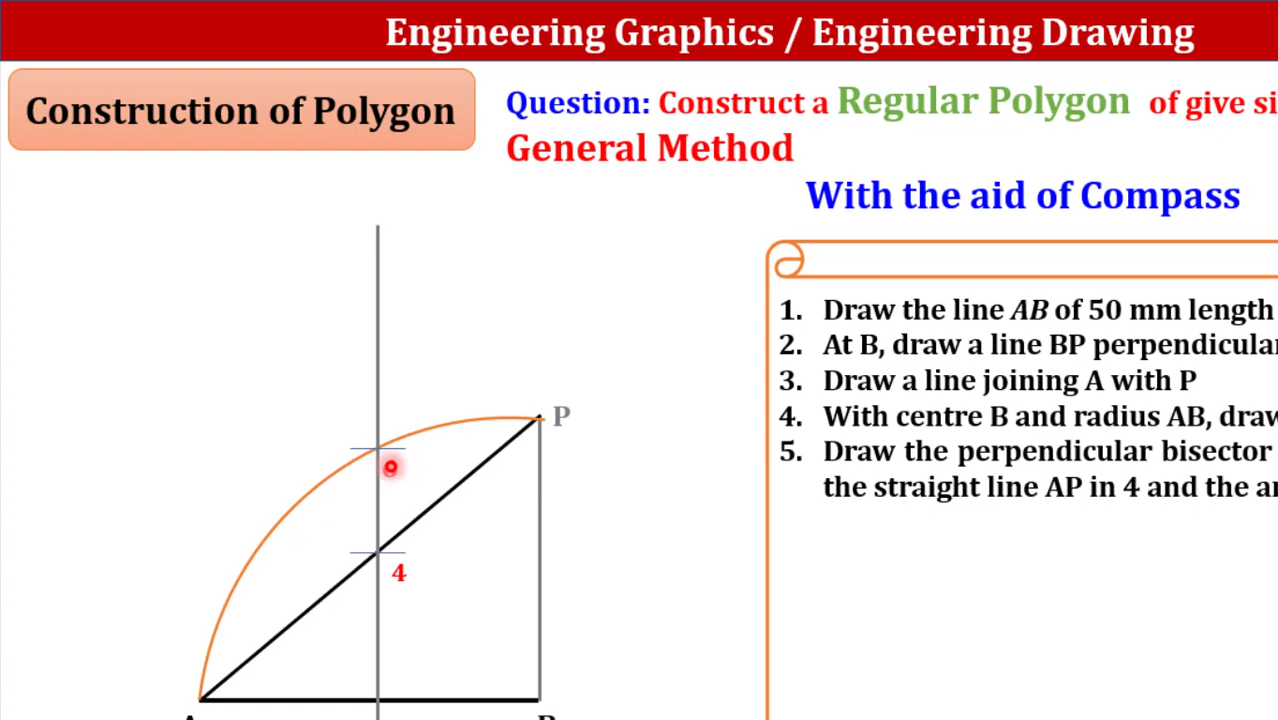 Engineering Graphics / Engineering Drawing
Construction of Polygon
Question: Construct a Regular Polygon of give si
General Method
With the aid of Compass
1. Draw the line AB of 50 mm length
2. At B, draw a line BP perpendicular
3. Draw a line joining A with P
4. With centre B and radius AB, draw
5. Draw the perpendicular bisector
the straight line AP in 4 and the ar
P
4
A
B